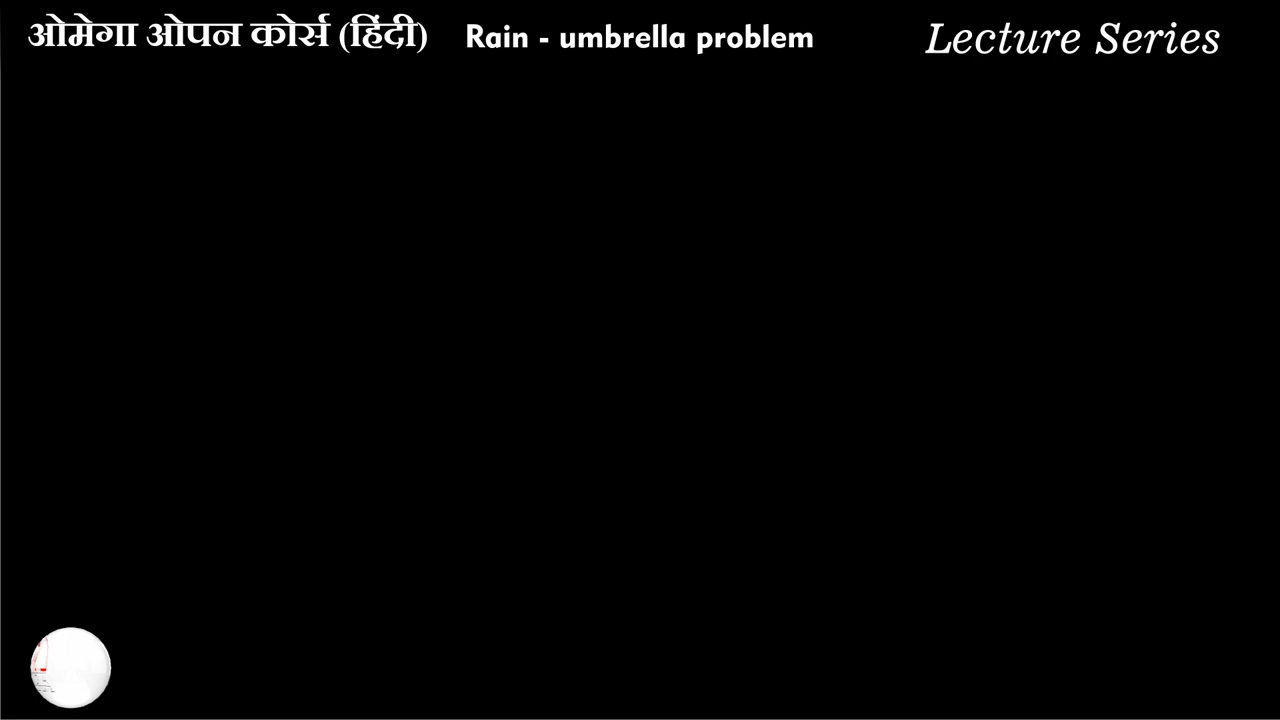 ओमेगा ओपन कोर्स (हिंदी) Rain - umbrella problem Lecture Series